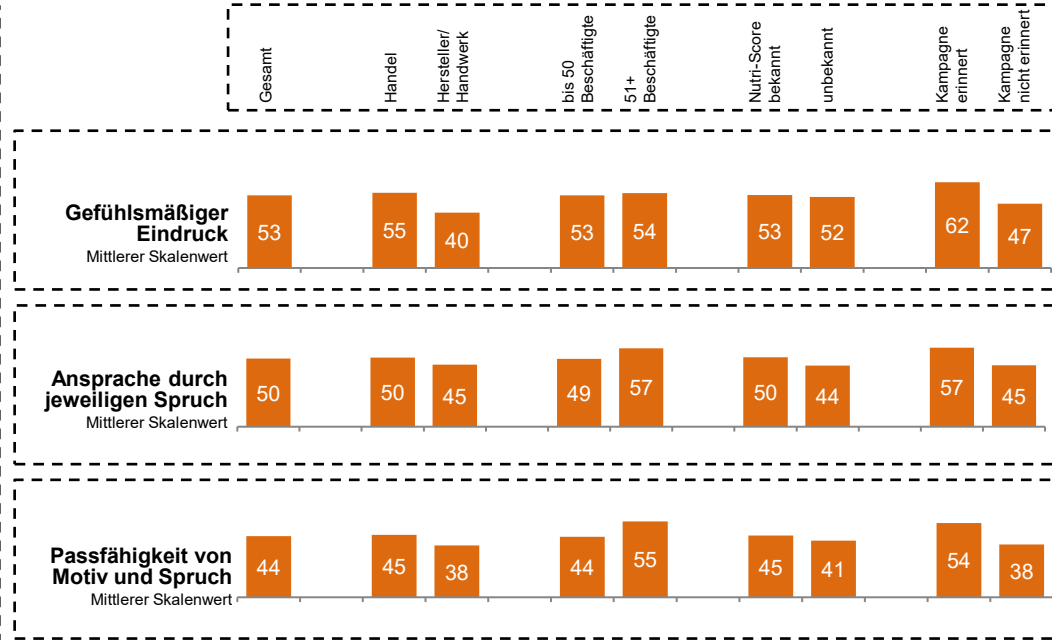 Gesamt
Handel
Hersteller/
Handwerk
bis 50
Beschäftigte
51+
Beschäftigte
Nutri-Score
bekannt
unbekannt
Kampagne
erinnert
Kampagne
nicht erinnert
Gefühlsmäßiger
Eindruck
Mittlerer Skalenwert
53 55 40 53 54 53 52 62 47
Ansprache durch
jeweiligen Spruch
Mittlerer Skalenwert
50 50 45 49 57 50 44 57 45
Passfähigkeit von
Motiv und Spruch
Mittlerer Skalenwert
44 45 38 44 55 45 41 54 38